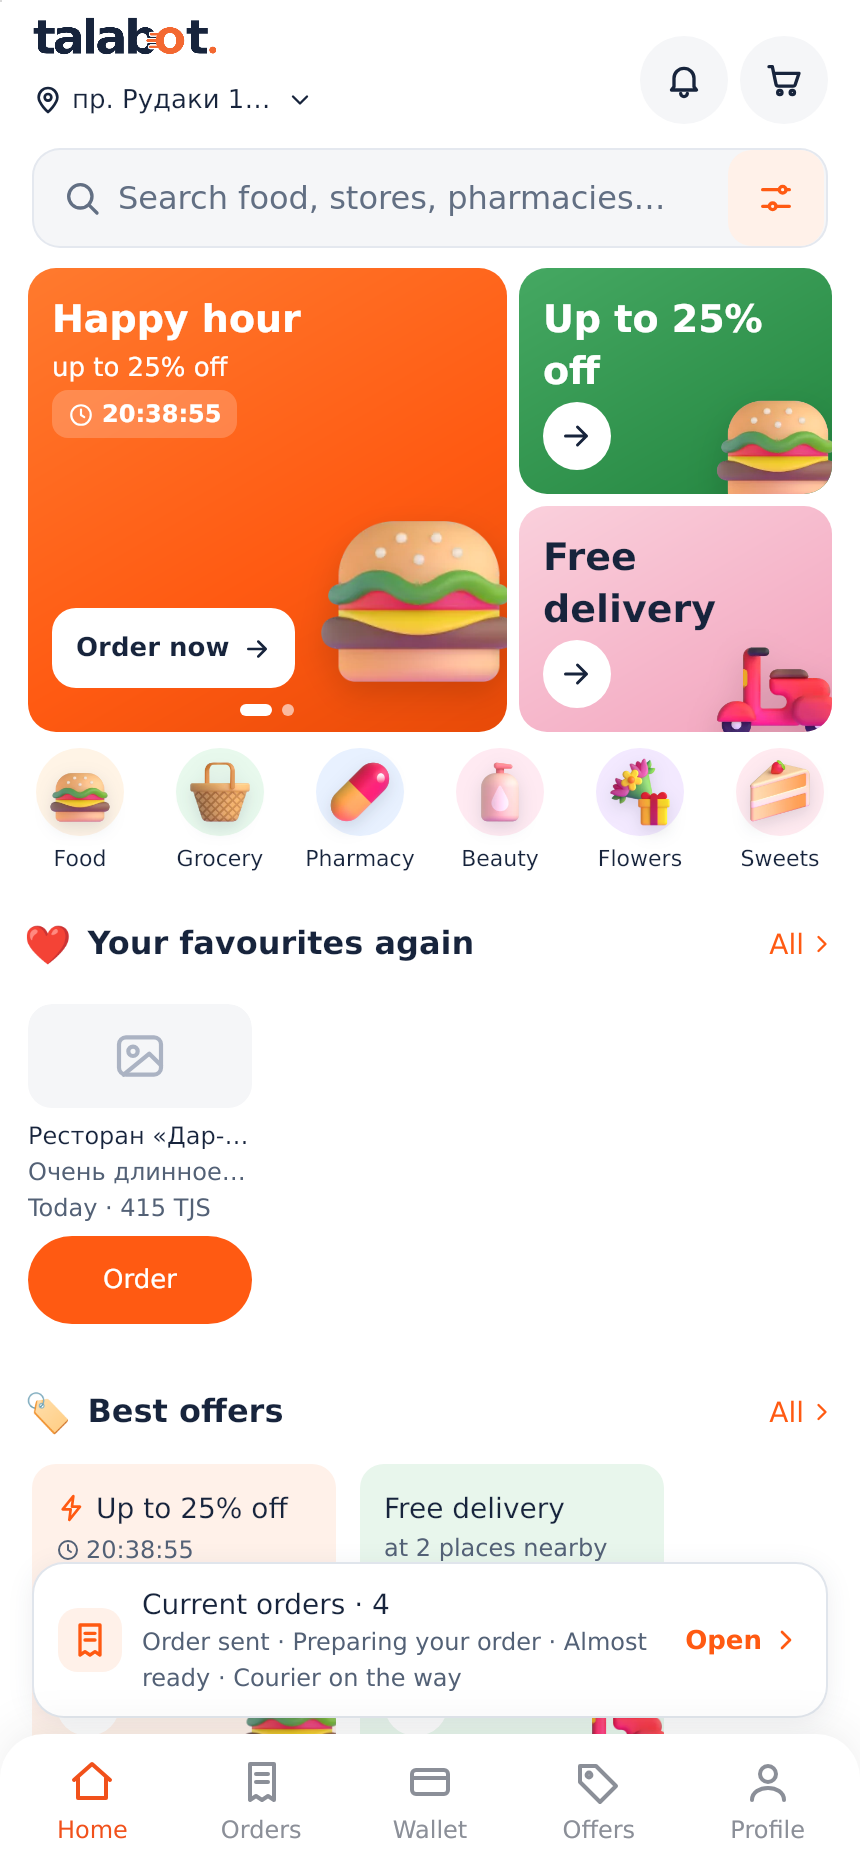 talabot.
пр. Рудаки 1...
Search food, stores, pharmacies...
Happy hour
up to 25% off
20:38:55
Order now
Up to 25%
off
Free
delivery
Food
Grocery
Pharmacy
Beauty
Flowers
Sweets
Your favourites again
All
Ресторан «Дар-...
Очень длинное...
Today · 415 TJS
Order
Best offers
All
Up to 25% off
20:38:55
Free delivery
at 2 places nearby
Current orders · 4
Order sent · Preparing your order · Almost
ready · Courier on the way
Open
Home
Orders
Wallet
Offers
Profile